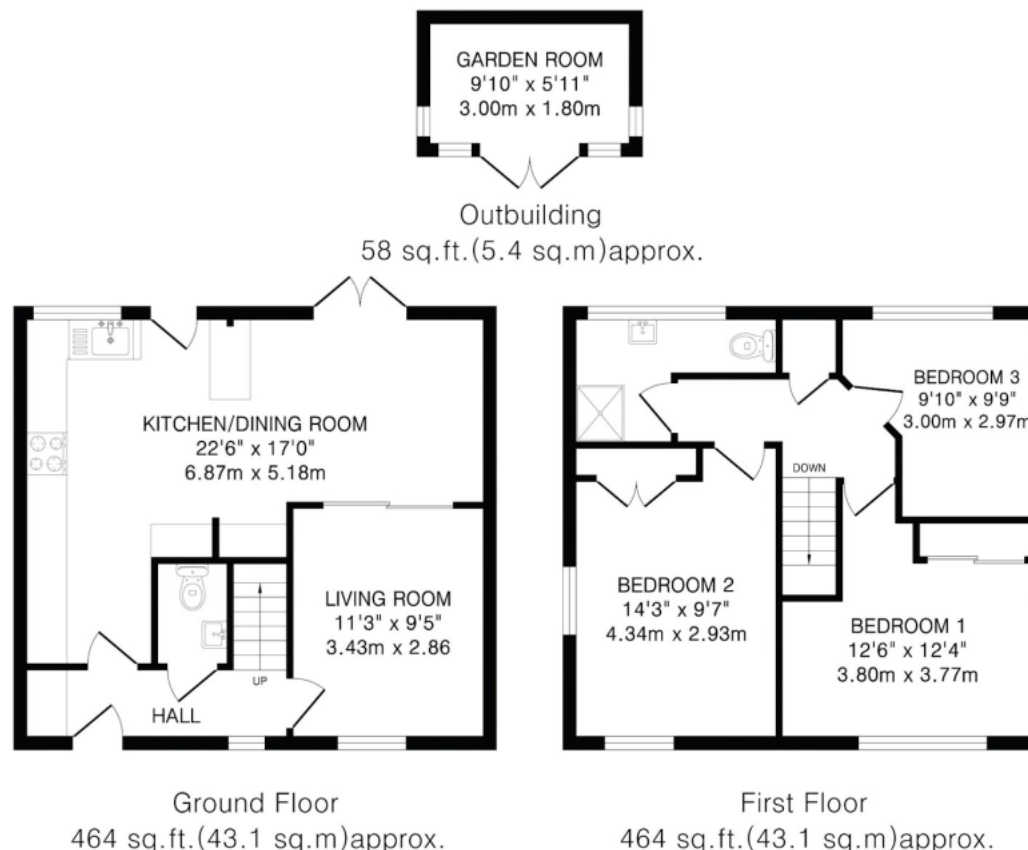 GARDEN ROOM
9'10" x 5'11"
3.00m x 1.80m
Outbuilding
58 sq.ft.(5.4 sq.m)approx.
KITCHEN/DINING ROOM
22'6" x 17'0"
6.87m x 5.18m
LIVING ROOM
11'3" x 9'5"
3.43m x 2.86
UP
HALL
Ground Floor
464 sq.ft.(43.1 sq.m)approx.
BEDROOM 3
9'10" x 9'9"
3.00m x 2.97m
DOWN
BEDROOM 2
14'3" x 9'7"
4.34m x 2.93m
BEDROOM 1
12'6" x 12'4"
3.80m x 3.77m
First Floor
464 sq.ft.(43.1 sq.m)approx.